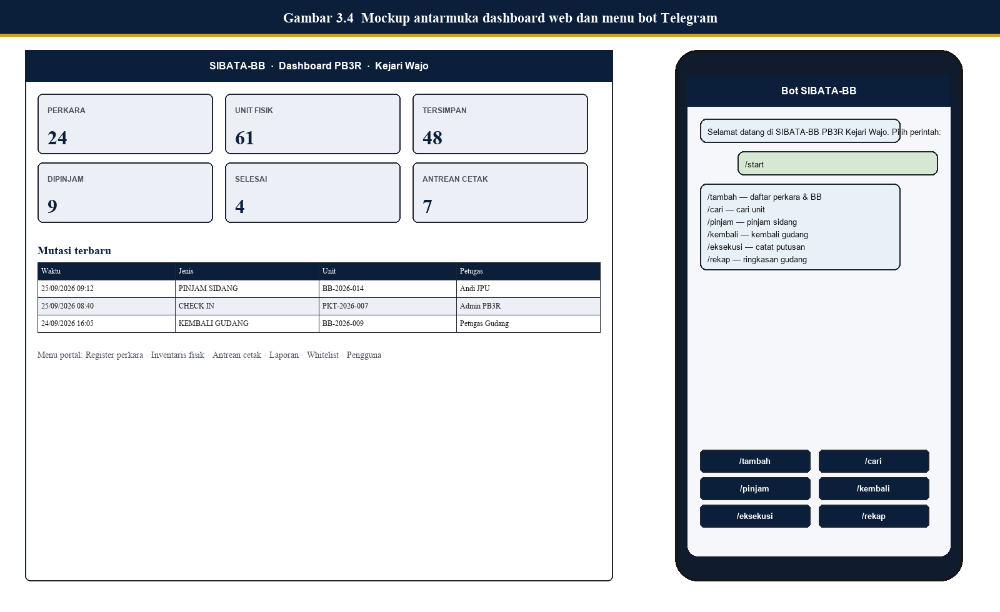 Gambar 3.4  Mockup antarmuka dashboard web dan menu bot Telegram
SIBATA-BB · Dashboard PB3R · Kejari Wajo
PERKARA
24
UNIT FISIK
61
TERSIMPAN
48
DIPINJAM
9
SELESAI
4
ANTREAN CETAK
7
Mutasi terbaru
Waktu Jenis Unit Petugas
25/09/2026 09:12 PINJAM SIDANG BB-2026-014 Andi JPU
25/09/2026 08:40 CHECK IN PKT-2026-007 Admin PB3R
24/09/2026 16:05 KEMBALI GUDANG BB-2026-009 Petugas Gudang
Menu portal: Register perkara · Inventaris fisik · Antrean cetak · Laporan · Whitelist · Pengguna
Bot SIBATA-BB
Selamat datang di SIBATA-BB PB3R Kejari Wajo. Pilih perintah:
/start
/tambah — daftar perkara & BB
/cari — cari unit
/pinjam — pinjam sidang
/kembali — kembali gudang
/eksekusi — catat putusan
/rekap — ringkasan gudang
/tambah /cari
/pinjam /kembali
/eksekusi /rekap